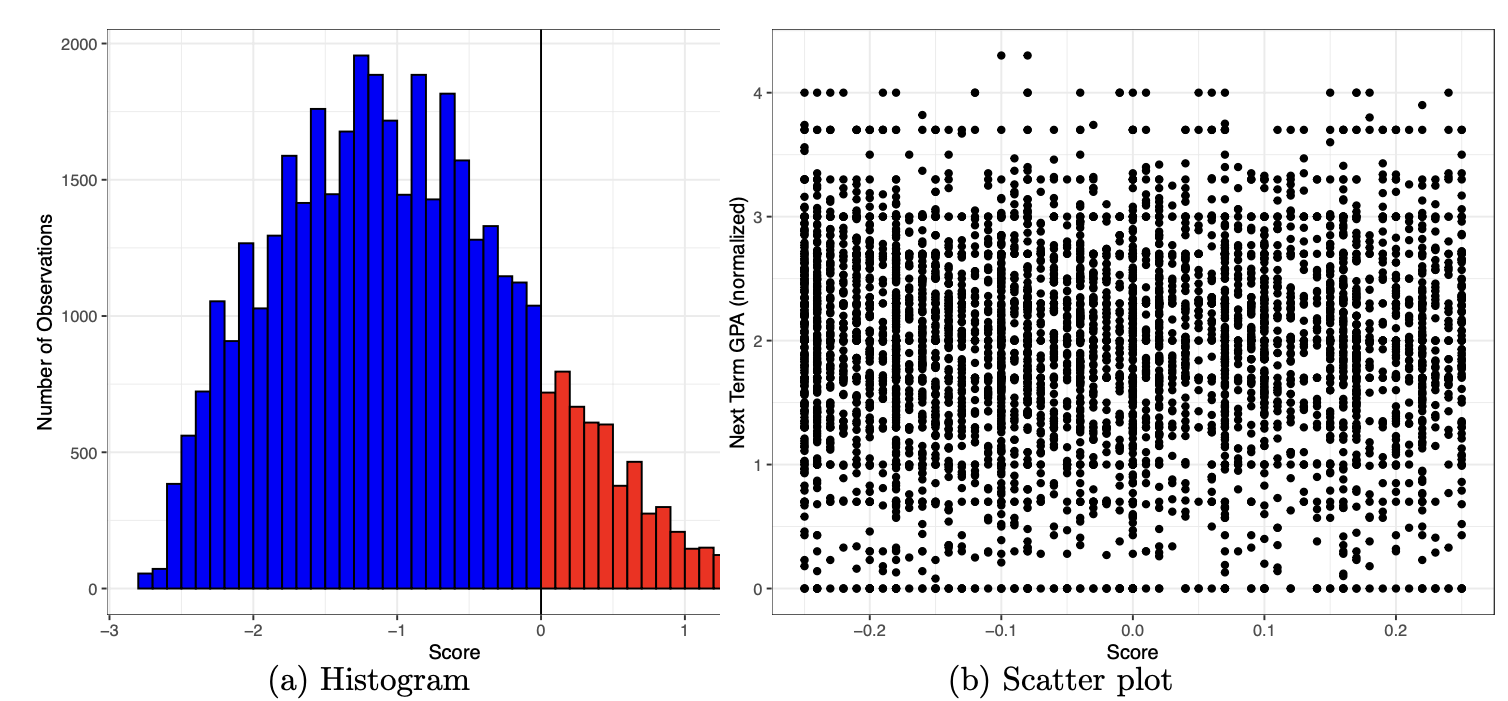 2000
1500
1000
500
0
Number of Observations
−3 −2 −1 0 1
Score
(a) Histogram
4
3
2
1
0
Next Term GPA (normalized)
−0.2 −0.1 0.0 0.1 0.2
Score
(b) Scatter plot